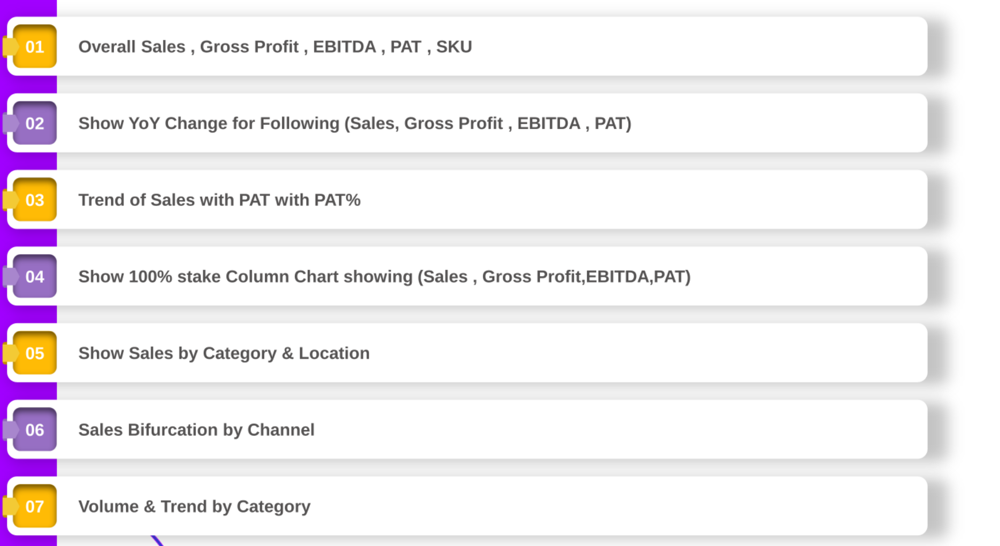 01 Overall Sales , Gross Profit , EBITDA , PAT , SKU
02 Show YoY Change for Following (Sales, Gross Profit , EBITDA , PAT)
03 Trend of Sales with PAT with PAT%
04 Show 100% stake Column Chart showing (Sales , Gross Profit,EBITDA,PAT)
05 Show Sales by Category & Location
06 Sales Bifurcation by Channel
07 Volume & Trend by Category